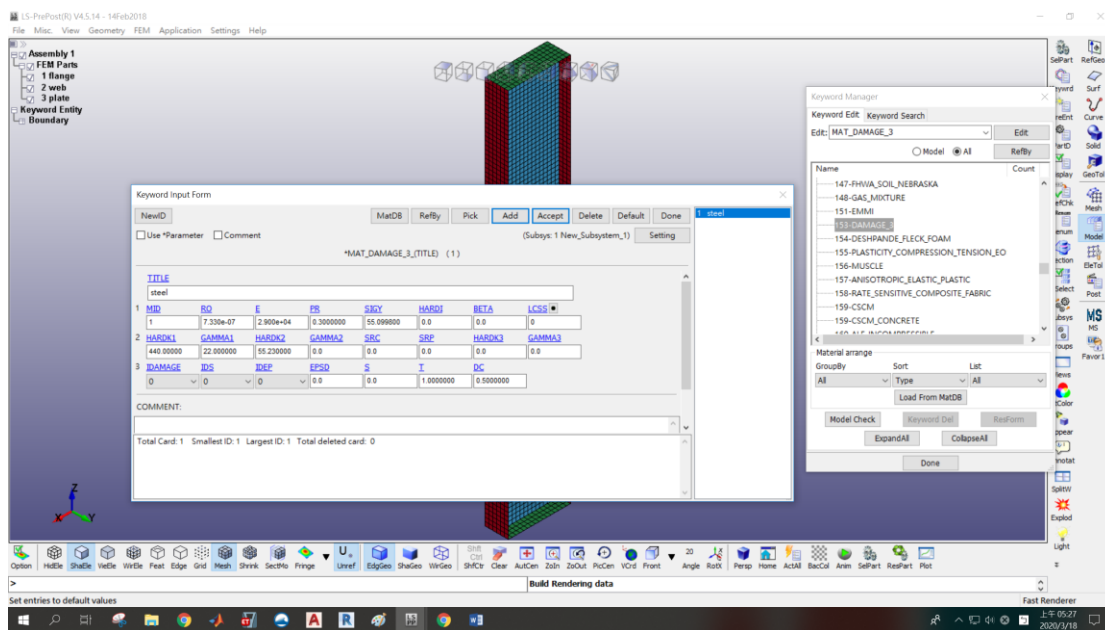 LS-PrePost(R) V4.5.14 - 14Feb2018
File Misc. View Geometry FEM Application Settings Help
Assembly 1
FEM Parts
1 flange
2 web
3 plate
Keyword Entity
Boundary
Keyword Input Form
NewID MatDB RefBy Pick Add Accept Delete Default Done
1 steel
Use *Parameter Comment (Subsys: 1 New_Subsystem_1) Setting
*MAT_DAMAGE_3_(TITLE) (1)
TITLE
steel
1 MID RO E PR SIGY HARDI BETA LCSS
1 7.330e-07 2.900e+04 0.3000000 55.099800 0.0 0.0 0
2 HARDK1 GAMMA1 HARDK2 GAMMA2 SRC SRP HARDK3 GAMMA3
440.00000 22.000000 55.230000 0.0 0.0 0.0 0.0 0.0
3 IDAMAGE IDS IDEP EPSD S T DC
0 0 0 0.0 0.0 1.0000000 0.5000000
COMMENT:
Total Card: 1 Smallest ID: 1 Largest ID: 1 Total deleted card: 0
Keyword Manager
Keyword Edit Keyword Search
Edit: MAT_DAMAGE_3 Edit
Model All RefBy
Name Count
147-FHWA_SOIL_NEBRASKA
148-GAS_MIXTURE
151-EMMI
153-DAMAGE_3
154-DESHPANDE_FLECK_FOAM
155-PLASTICITY_COMPRESSION_TENSION_EO
156-MUSCLE
157-ANISOTROPIC_ELASTIC_PLASTIC
158-RATE_SENSITIVE_COMPOSITE_FABRIC
159-CSCM
159-CSCM_CONCRETE
Material arrange
GroupBy Sort List
All Type All
Load From MatDB
Model Check Keyword Del ResForm
ExpandAll CollapseAll
Done
SelPart RefGeo
Surf
Curve
Solid
GeoTol
Mesh
Model
EleTol
Post
MS
MS
Favor1
SplitW
Explod
Light
Option HidEle ShaEle VieEle WirEle Feat Edge Grid Mesh Shrink SectMo Fringe Unref EdgGeo ShaGeo WirGeo ShfCtr Clear AutCen ZoIn ZoOut PicCen VCrd Front 20 Angle RotX Persp Home ActAll BacCol Anim SelPart ResPart Plot
>
Build Rendering data
Set entries to default values Fast Renderer
上午 05:27
2020/3/18